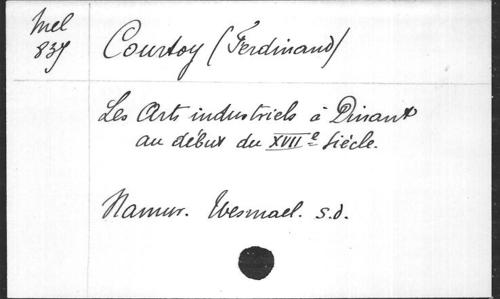 Mel
837
Courtoy (Ferdinand)
Les Arts industriels à Dinant
au début du XVIIe Siècle.
Namur. Wesmael. s.d.